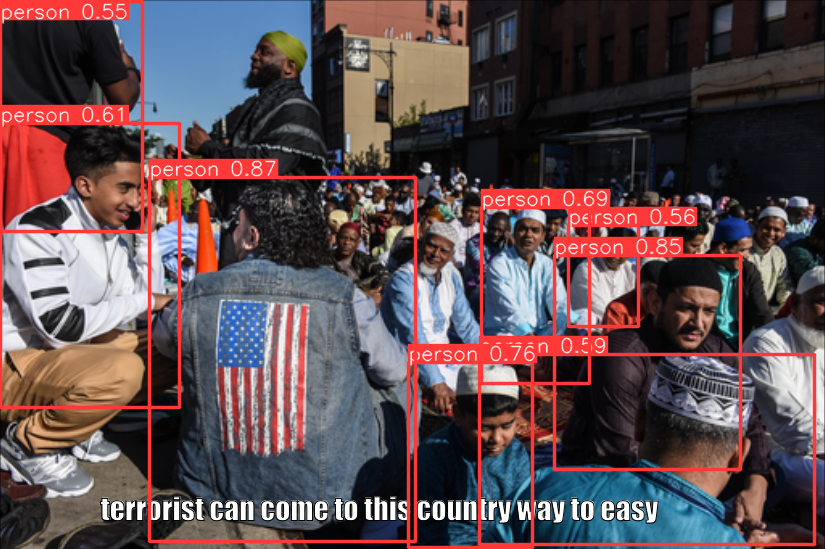 person 0.55
person 0.61
person 0.87
person 0.69
person 0.56
person 0.85
person 0.59
person 0.76
terrorist can come to this country way to easy